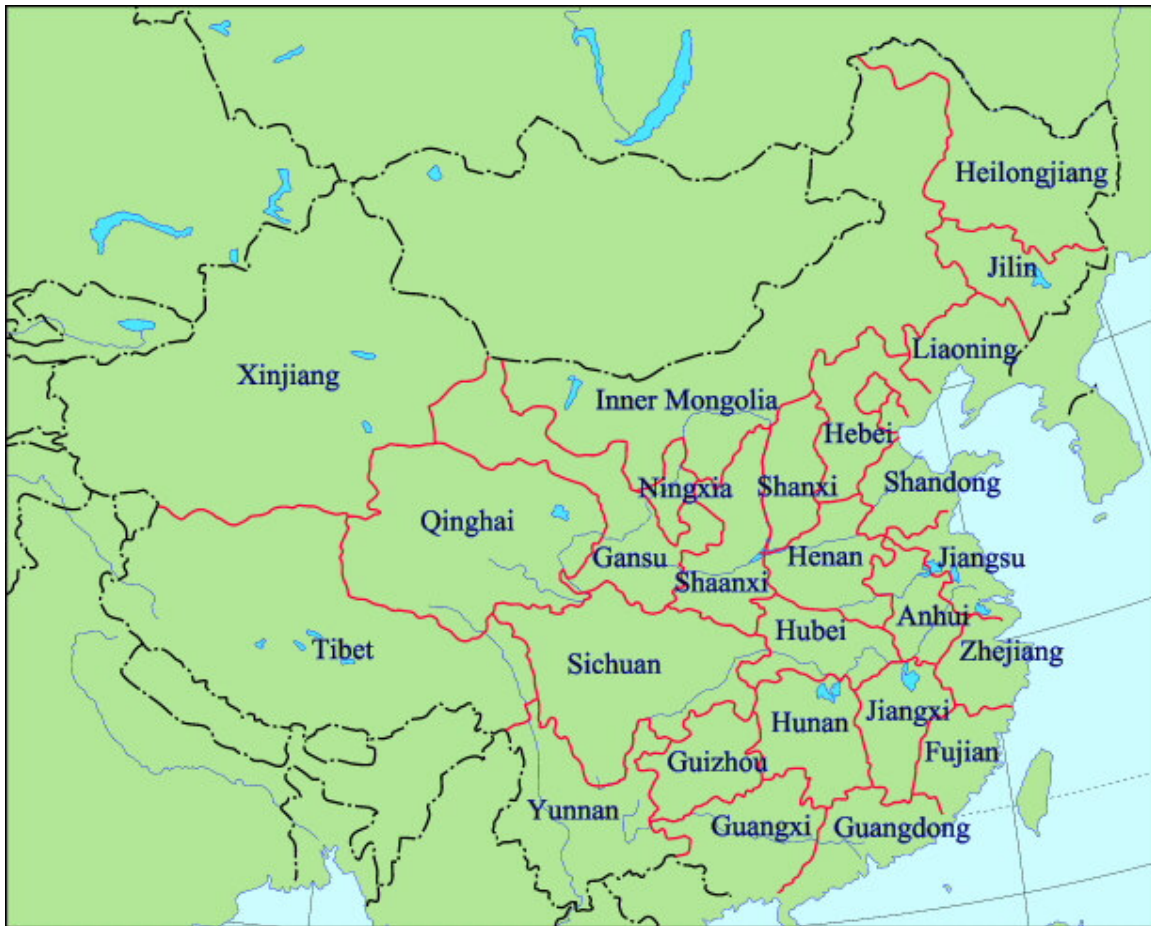 Heilongjiang
Jilin
Liaoning
Xinjiang
Inner Mongolia
Hebei
Ningxia
Shanxi
Shandong
Qinghai
Gansu
Shaanxi
Henan
Jiangsu
Anhui
Hubei
Zhejiang
Tibet
Sichuan
Hunan
Jiangxi
Fujian
Guizhou
Yunnan
Guangxi
Guangdong